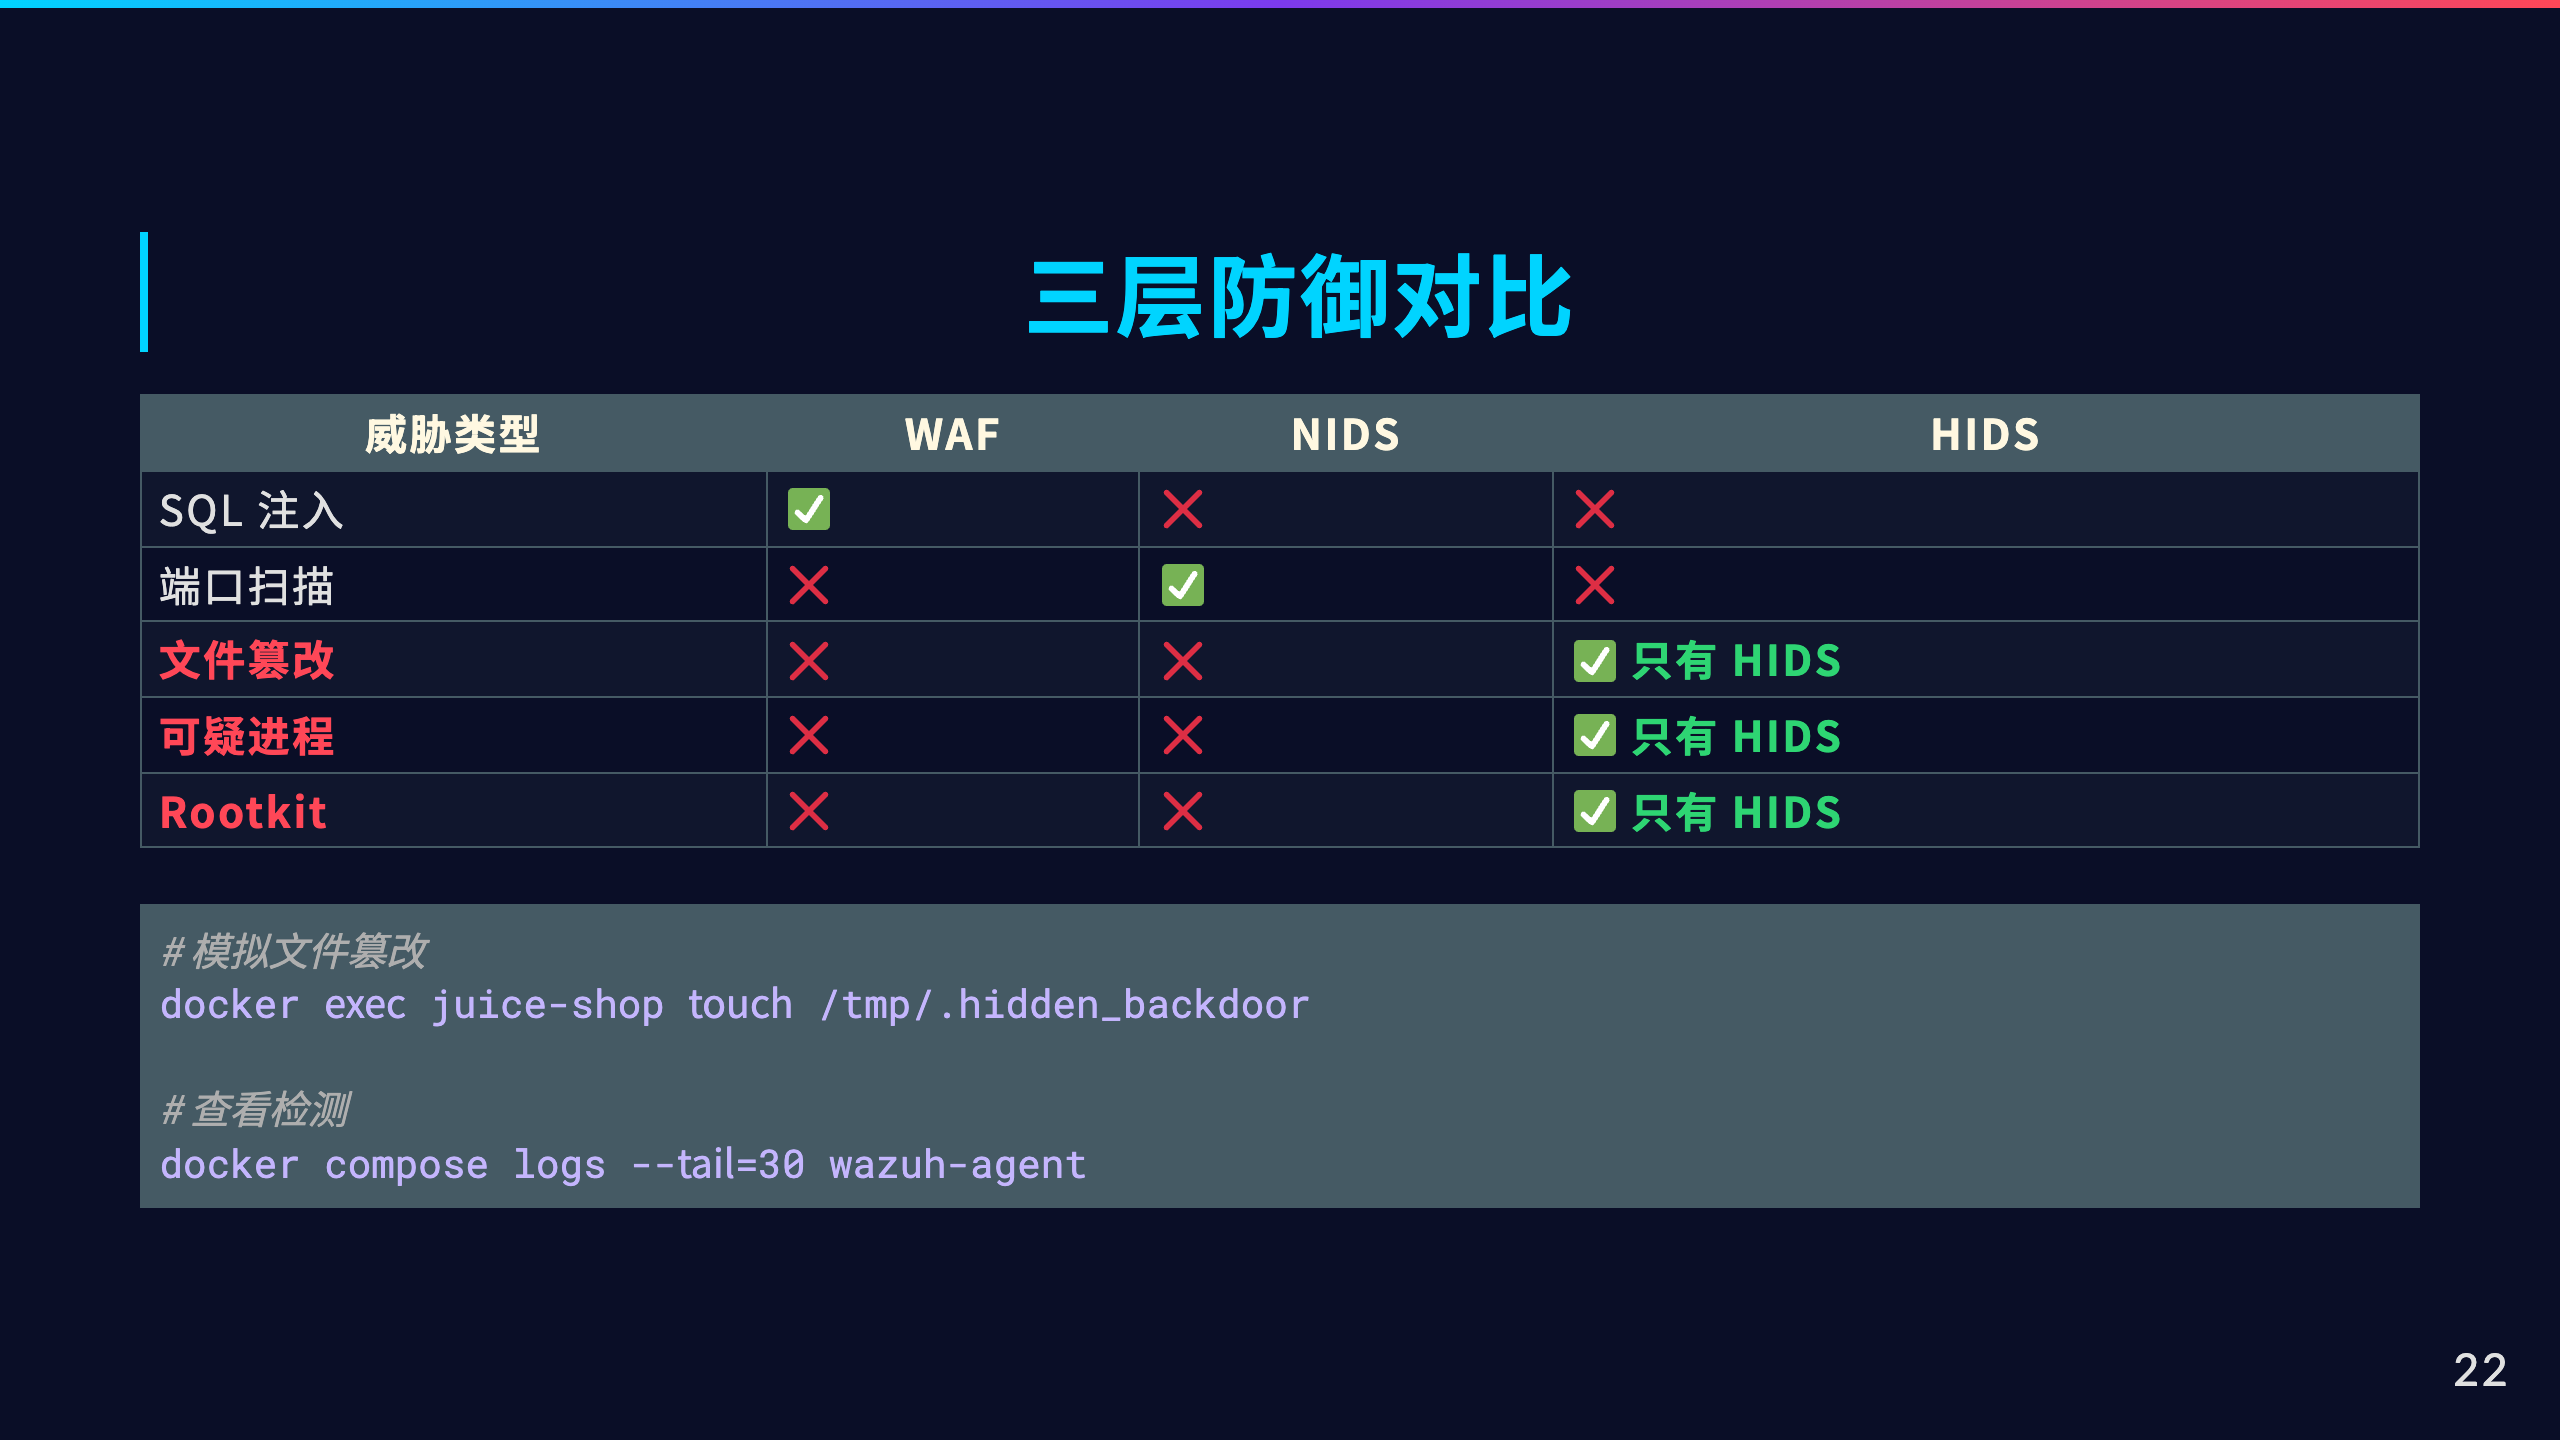 三层防御对比
威胁类型 WAF NIDS HIDS
SQL 注入 ✅ ❌ ❌
端口扫描 ❌ ✅ ❌
文件篡改 ❌ ❌ ✅ 只有 HIDS
可疑进程 ❌ ❌ ✅ 只有 HIDS
Rootkit ❌ ❌ ✅ 只有 HIDS
# 模拟文件篡改
docker exec juice-shop touch /tmp/.hidden_backdoor
# 查看检测
docker compose logs --tail=30 wazuh-agent
22